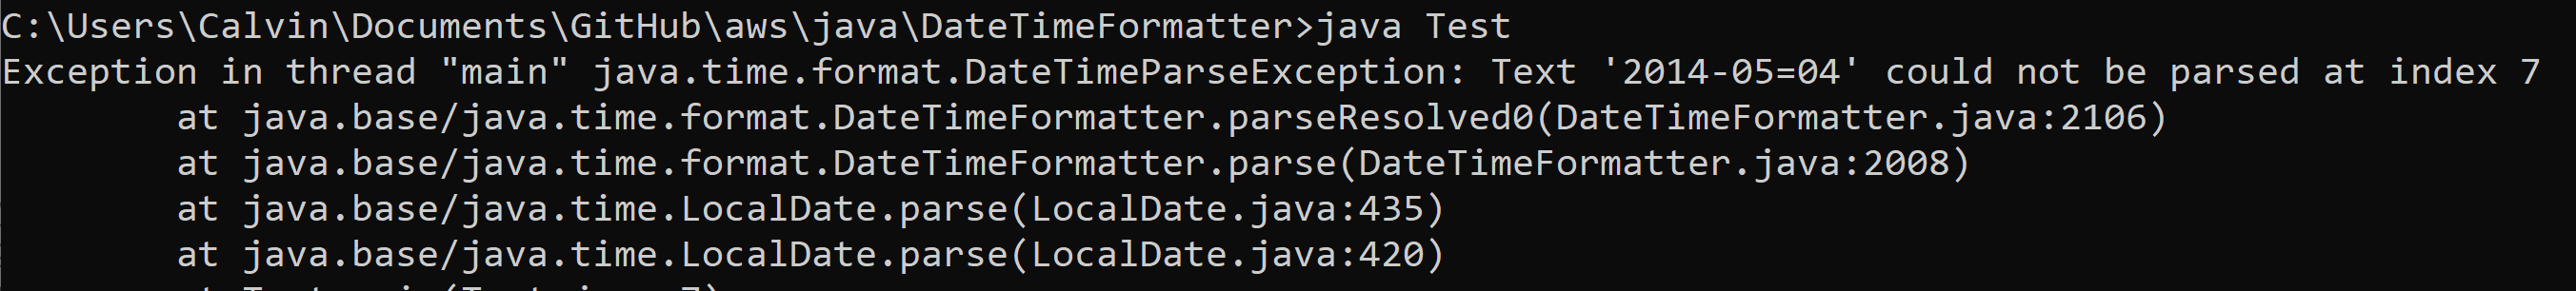 C:\Users\Calvin\Documents\GitHub\aws\java\DateTimeFormatter>java Test
Exception in thread "main" java.time.format.DateTimeParseException: Text '2014-05=04' could not be parsed at index 7
at java.base/java.time.format.DateTimeFormatter.parseResolved0(DateTimeFormatter.java:2106)
at java.base/java.time.format.DateTimeFormatter.parse(DateTimeFormatter.java:2008)
at java.base/java.time.LocalDate.parse(LocalDate.java:435)
at java.base/java.time.LocalDate.parse(LocalDate.java:420)